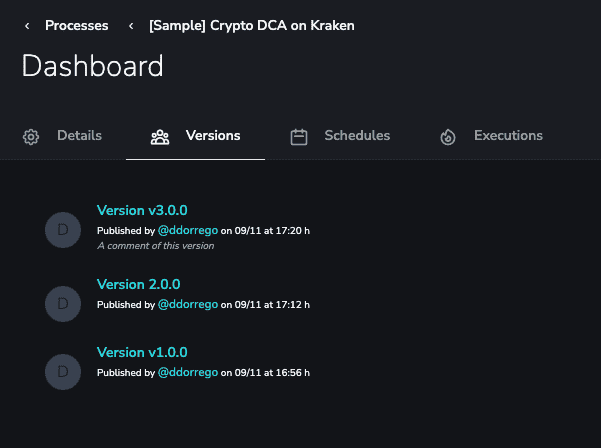 ‹ Processes ‹ [Sample] Crypto DCA on Kraken
Dashboard
Details Versions Schedules Executions
Version v3.0.0
D
Published by @ddorrego on 09/11 at 17:20 h
A comment of this version
Version 2.0.0
D
Published by @ddorrego on 09/11 at 17:12 h
Version v1.0.0
D
Published by @ddorrego on 09/11 at 16:56 h